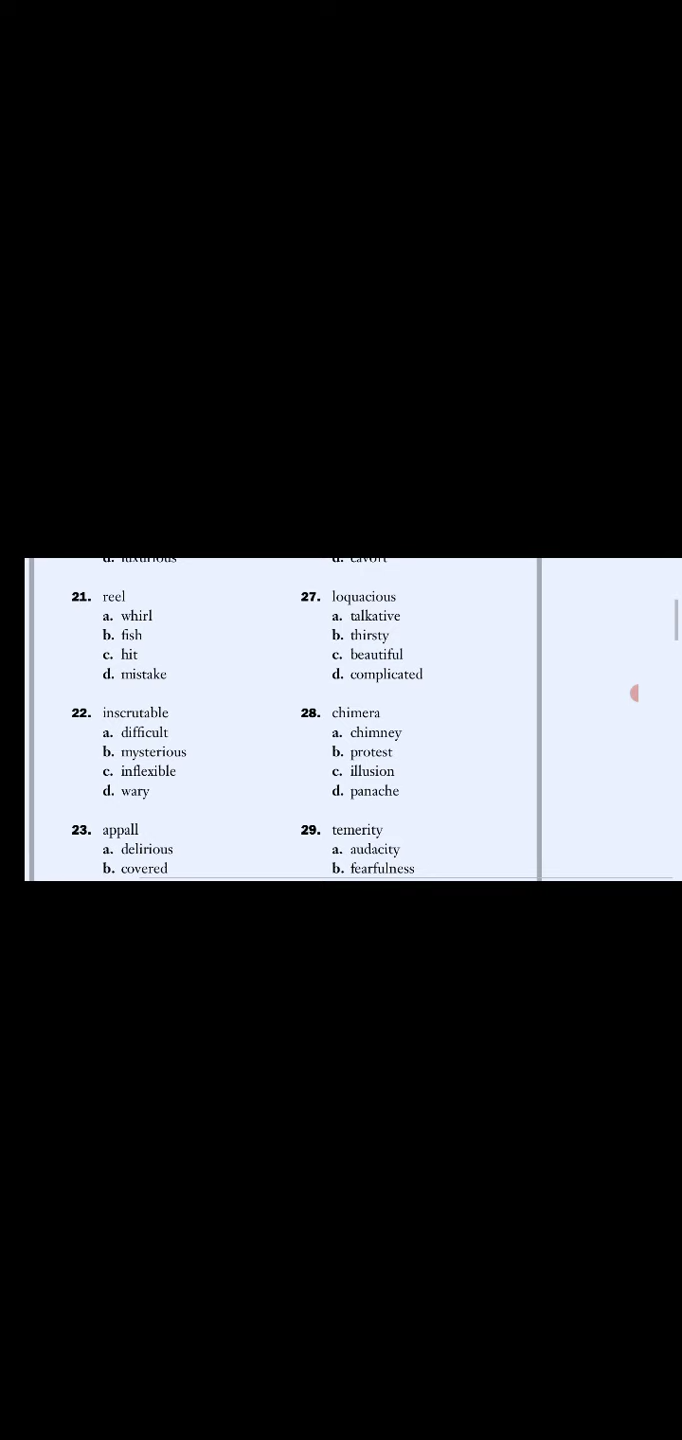 21. reel
a. whirl
b. fish
c. hit
d. mistake
22. inscrutable
a. difficult
b. mysterious
c. inflexible
d. wary
23. appall
a. delirious
b. covered
27. loquacious
a. talkative
b. thirsty
c. beautiful
d. complicated
28. chimera
a. chimney
b. protest
c. illusion
d. panache
29. temerity
a. audacity
b. fearfulness